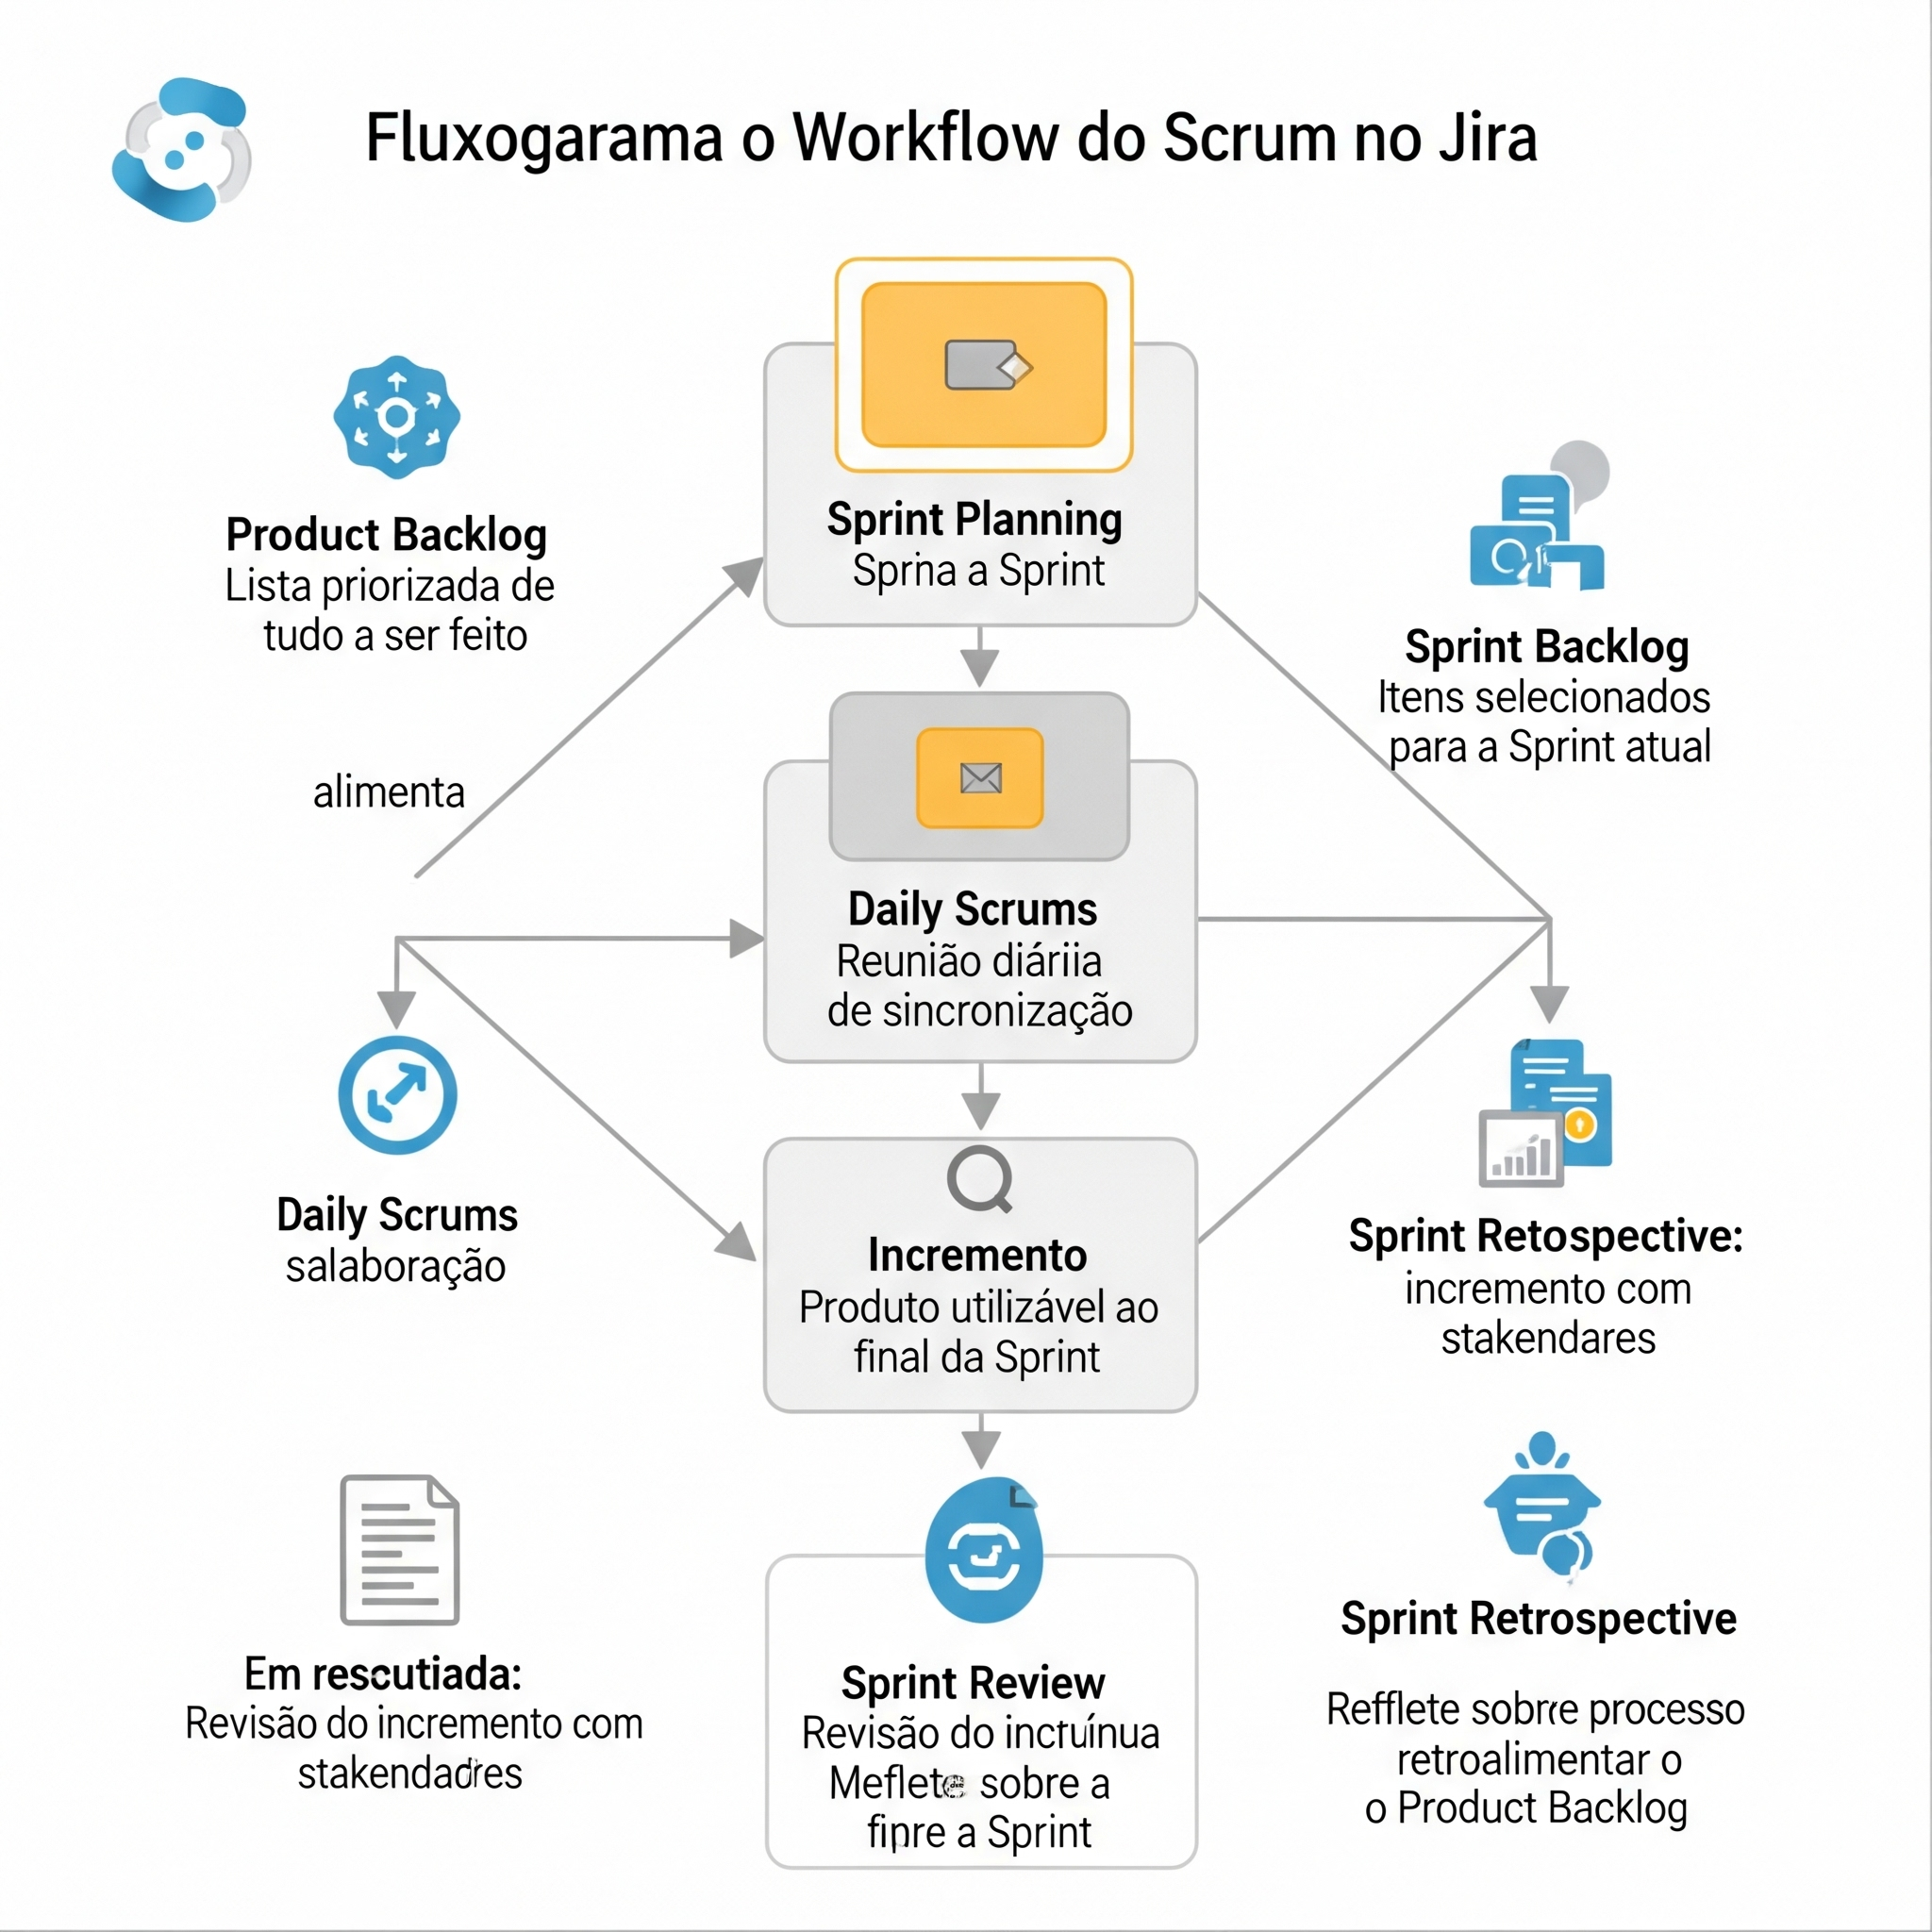 Fluxogarama o Workflow do Scrum no Jira
Product Backlog
Lista priorizada de
tudo a ser feito
Sprint Planning
Sprna a Sprint
Sprint Backlog
Itens selecionados
para a Sprint atual
alimenta
Daily Scrums
Reunião diáriia
de sincronização
Daily Scrums
salaboração
Incremento
Produto utilizável ao
final da Sprint
Sprint Retospective:
incremento com
stakendares
Em rescutiada:
Revisão do incremento com
stakendadres
Sprint Review
Revisão do
sobre a
a Sprint
Sprint Retrospective
Refflete sobre processo
retroalimentar o
o Product Backlog